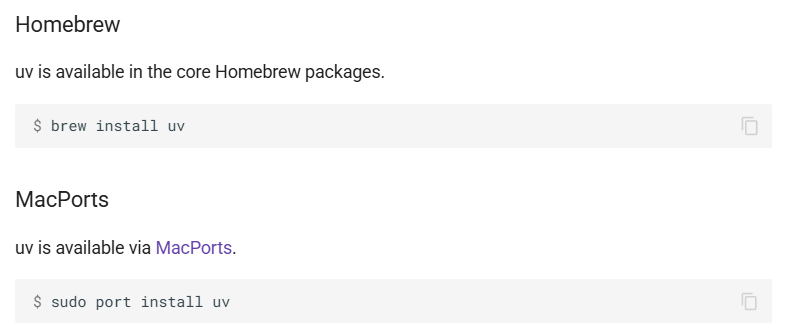 Homebrew
uv is available in the core Homebrew packages.
$ brew install uv
MacPorts
uv is available via MacPorts.
$ sudo port install uv